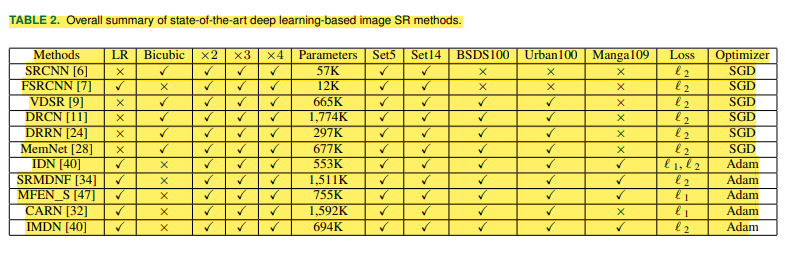 TABLE 2. Overall summary of state-of-the-art deep learning-based image SR methods.
Methods LR Bicubic ×2 ×3 ×4 Parameters Set5 Set14 BSDS100 Urban100 Manga109 Loss Optimizer
SRCNN [6] × ✓ ✓ ✓ ✓ 57K ✓ ✓ × × × ℓ2 SGD
FSRCNN [7] ✓ × ✓ ✓ ✓ 12K ✓ ✓ × × × ℓ2 SGD
VDSR [9] × ✓ ✓ ✓ ✓ 665K ✓ ✓ ✓ ✓ × ℓ2 SGD
DRCN [11] × ✓ ✓ ✓ ✓ 1,774K ✓ ✓ ✓ ✓ × ℓ2 SGD
DRRN [24] × ✓ ✓ ✓ ✓ 297K ✓ ✓ ✓ ✓ × ℓ2 SGD
MemNet [28] × ✓ ✓ ✓ ✓ 677K ✓ ✓ ✓ ✓ × ℓ2 SGD
IDN [40] ✓ × ✓ ✓ ✓ 553K ✓ ✓ ✓ ✓ ✓ ℓ1, ℓ2 Adam
SRMDNF [34] ✓ × ✓ ✓ ✓ 1,511K ✓ ✓ ✓ ✓ ✓ ℓ2 Adam
MFEN_S [47] ✓ × ✓ ✓ ✓ 755K ✓ ✓ ✓ ✓ ✓ ℓ1 Adam
CARN [32] ✓ × ✓ ✓ ✓ 1,592K ✓ ✓ ✓ ✓ × ℓ1 Adam
IMDN [40] ✓ × ✓ ✓ ✓ 694K ✓ ✓ ✓ ✓ ✓ ℓ2 Adam